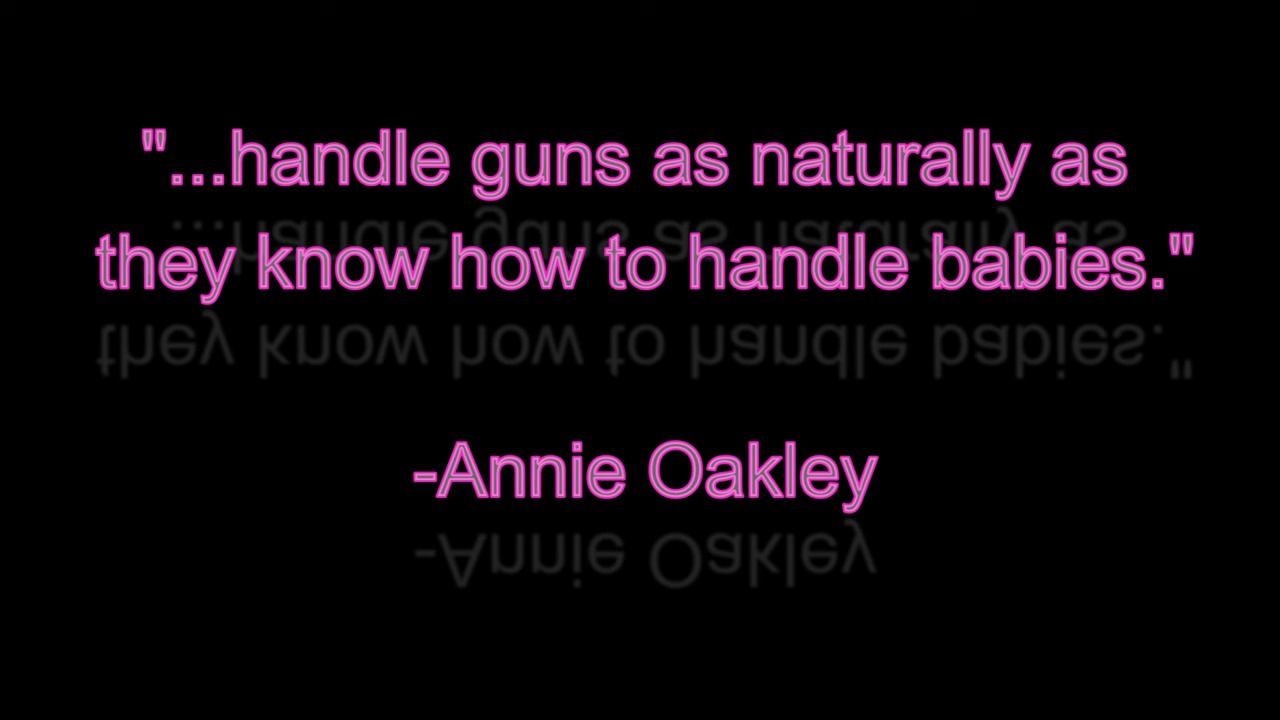 "...handle guns as naturally as
they know how to handle babies."
-Annie Oakley